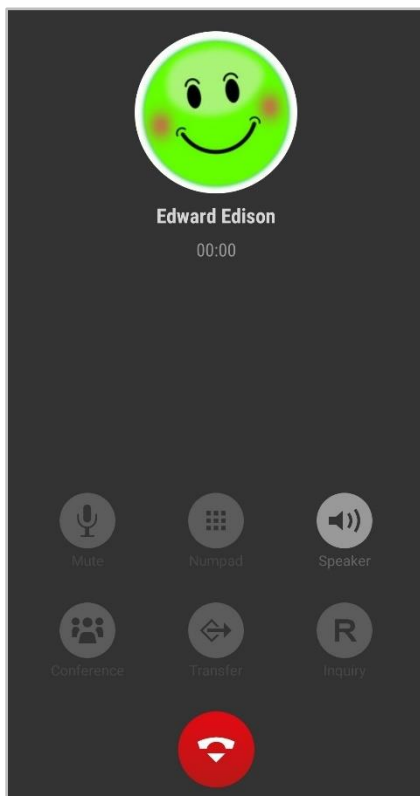 Edward Edison
00:00
Mute Numpad Speaker
R
Conference Transfer Inquiry